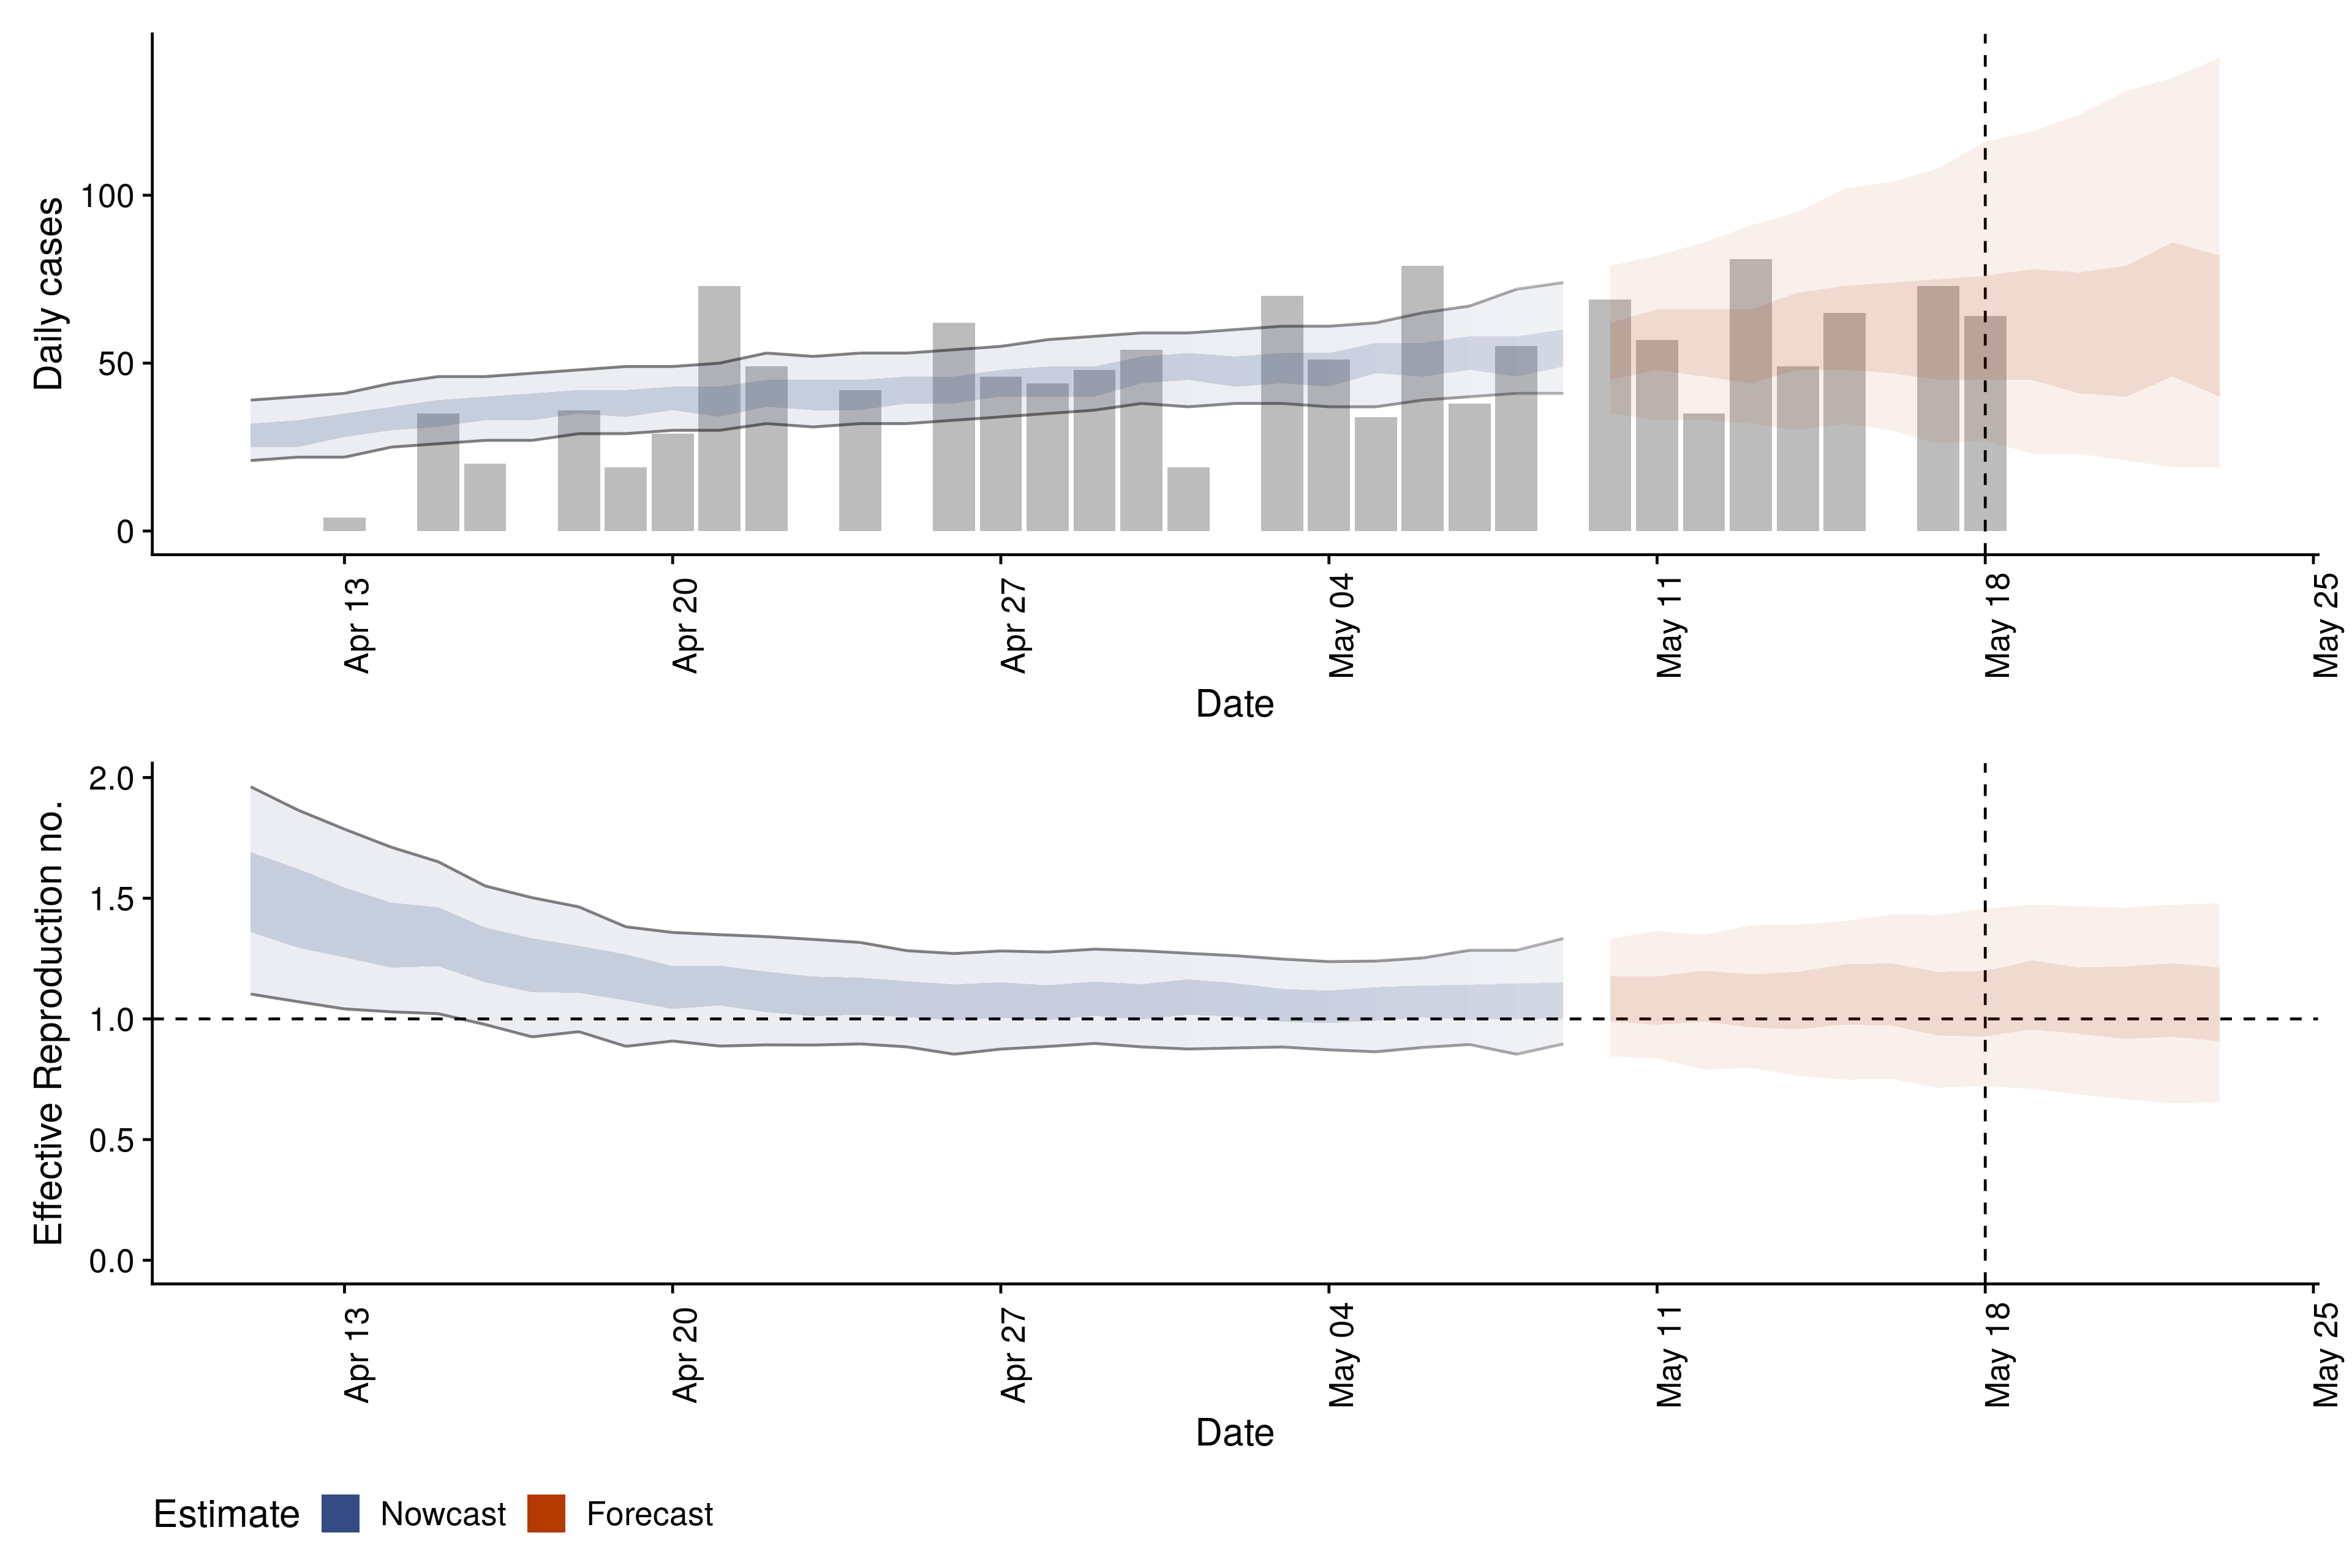 Daily cases
100
50
0
Apr 13
Apr 20
Apr 27
May 04
May 11
May 18
May 25
Date
Effective Reproduction no.
2.0
1.5
1.0
0.5
0.0
Apr 13
Apr 20
Apr 27
May 04
May 11
May 18
May 25
Date
Estimate Nowcast Forecast